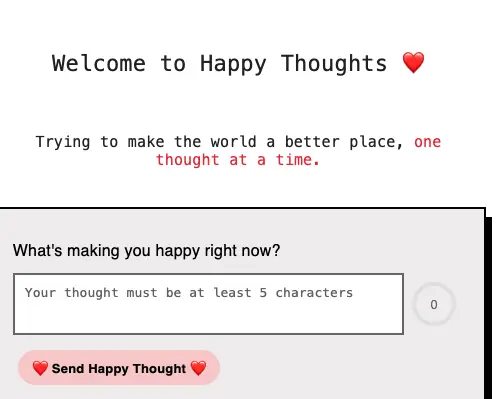 Welcome to Happy Thoughts ❤️
Trying to make the world a better place, one
thought at a time.
What's making you happy right now?
Your thought must be at least 5 characters
0
❤️ Send Happy Thought ❤️